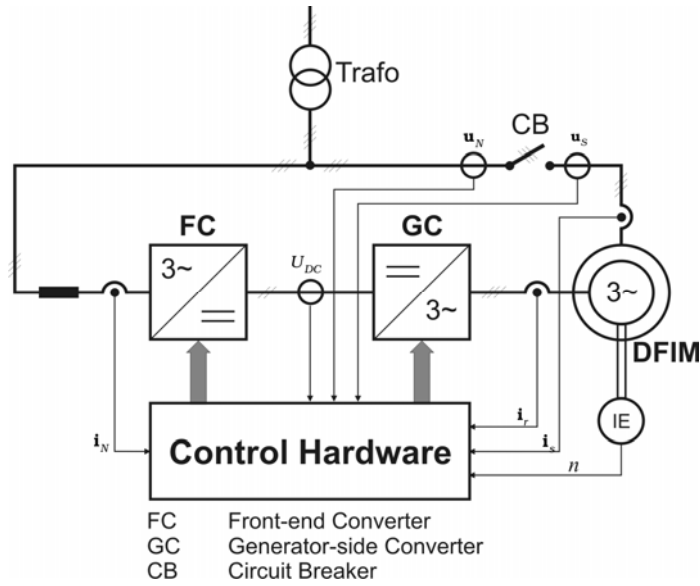 Trafo
u_N
CB
u_S
FC
GC
3~
U_DC
3~
3~
DFIM
IE
i_N
Control Hardware
i_r
i_s
n
FC Front-end Converter
GC Generator-side Converter
CB Circuit Breaker